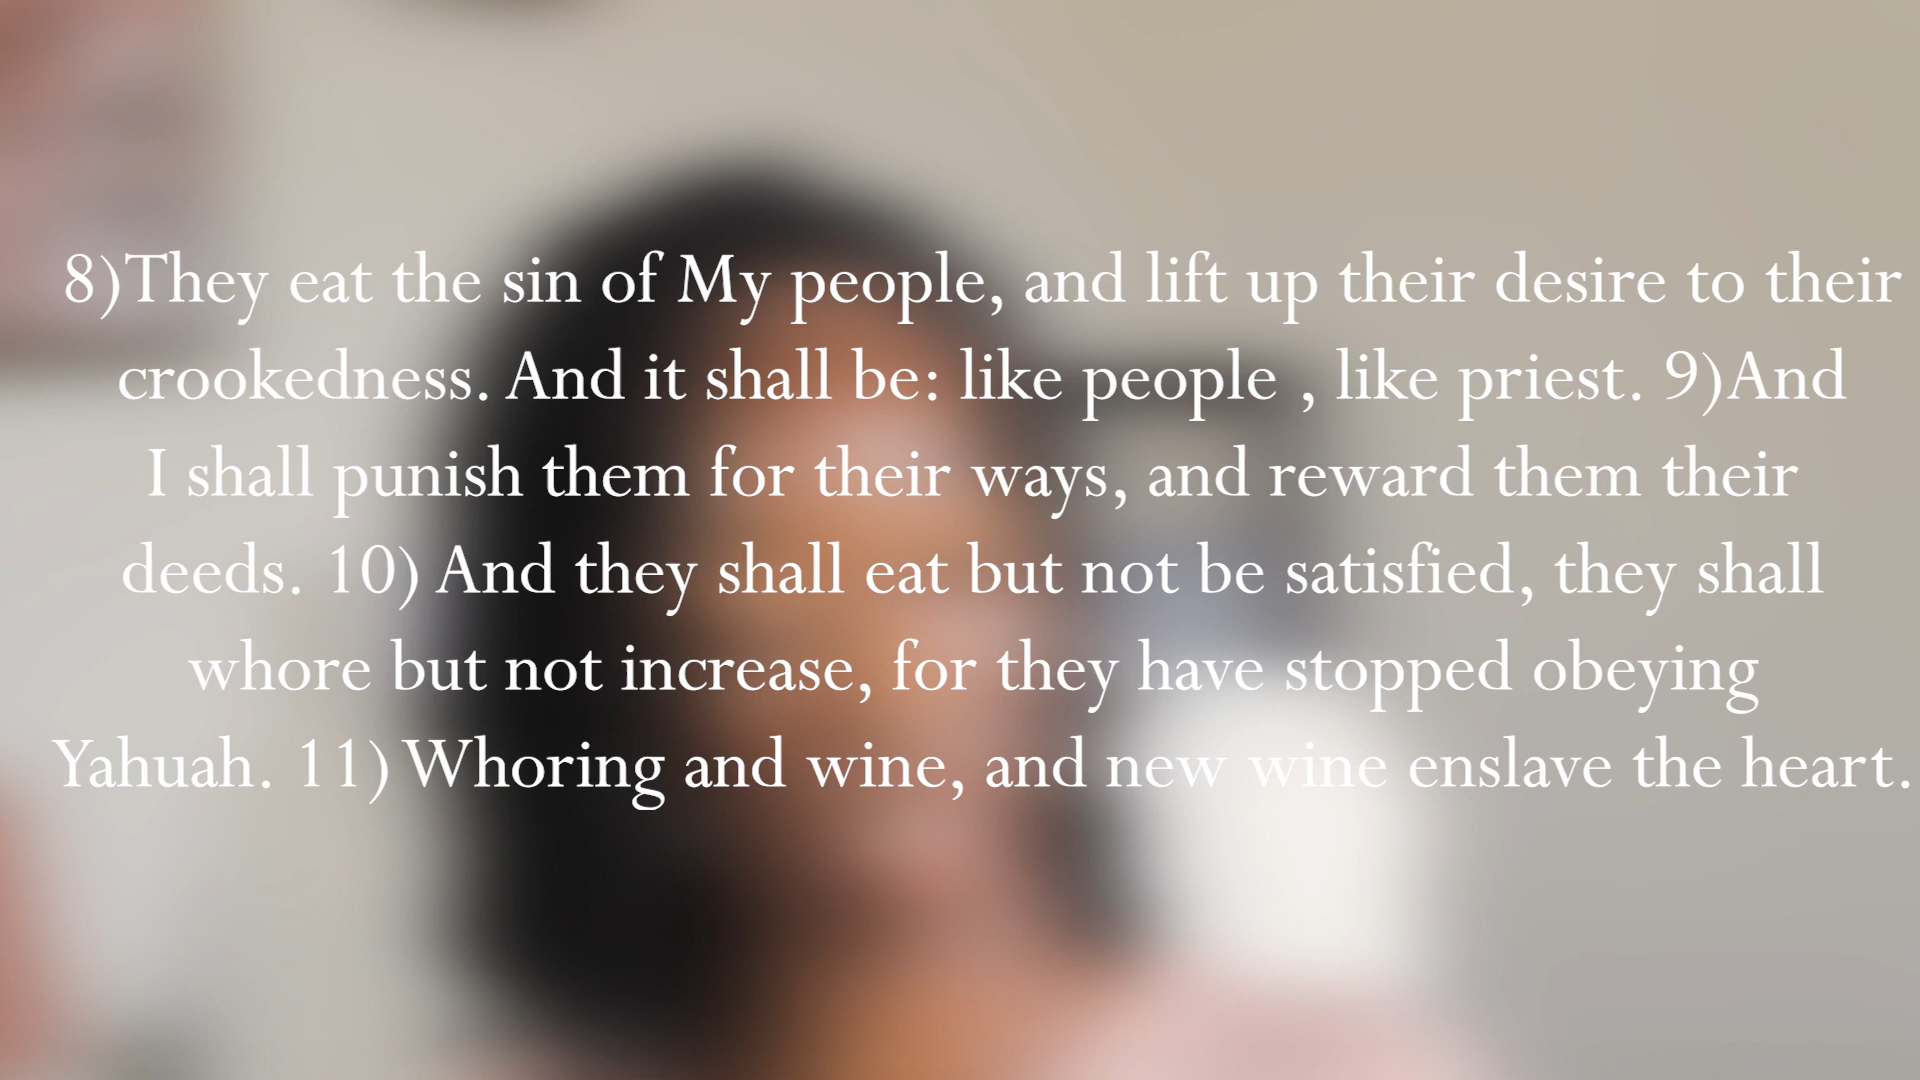 8)They eat the sin of My people, and lift up their desire to their
crookedness. And it shall be: like people , like priest. 9)And
I shall punish them for their ways, and reward them their
deeds. 10) And they shall eat but not be satisfied, they shall
whore but not increase, for they have stopped obeying
Yahuah. 11) Whoring and wine, and new wine enslave the heart.